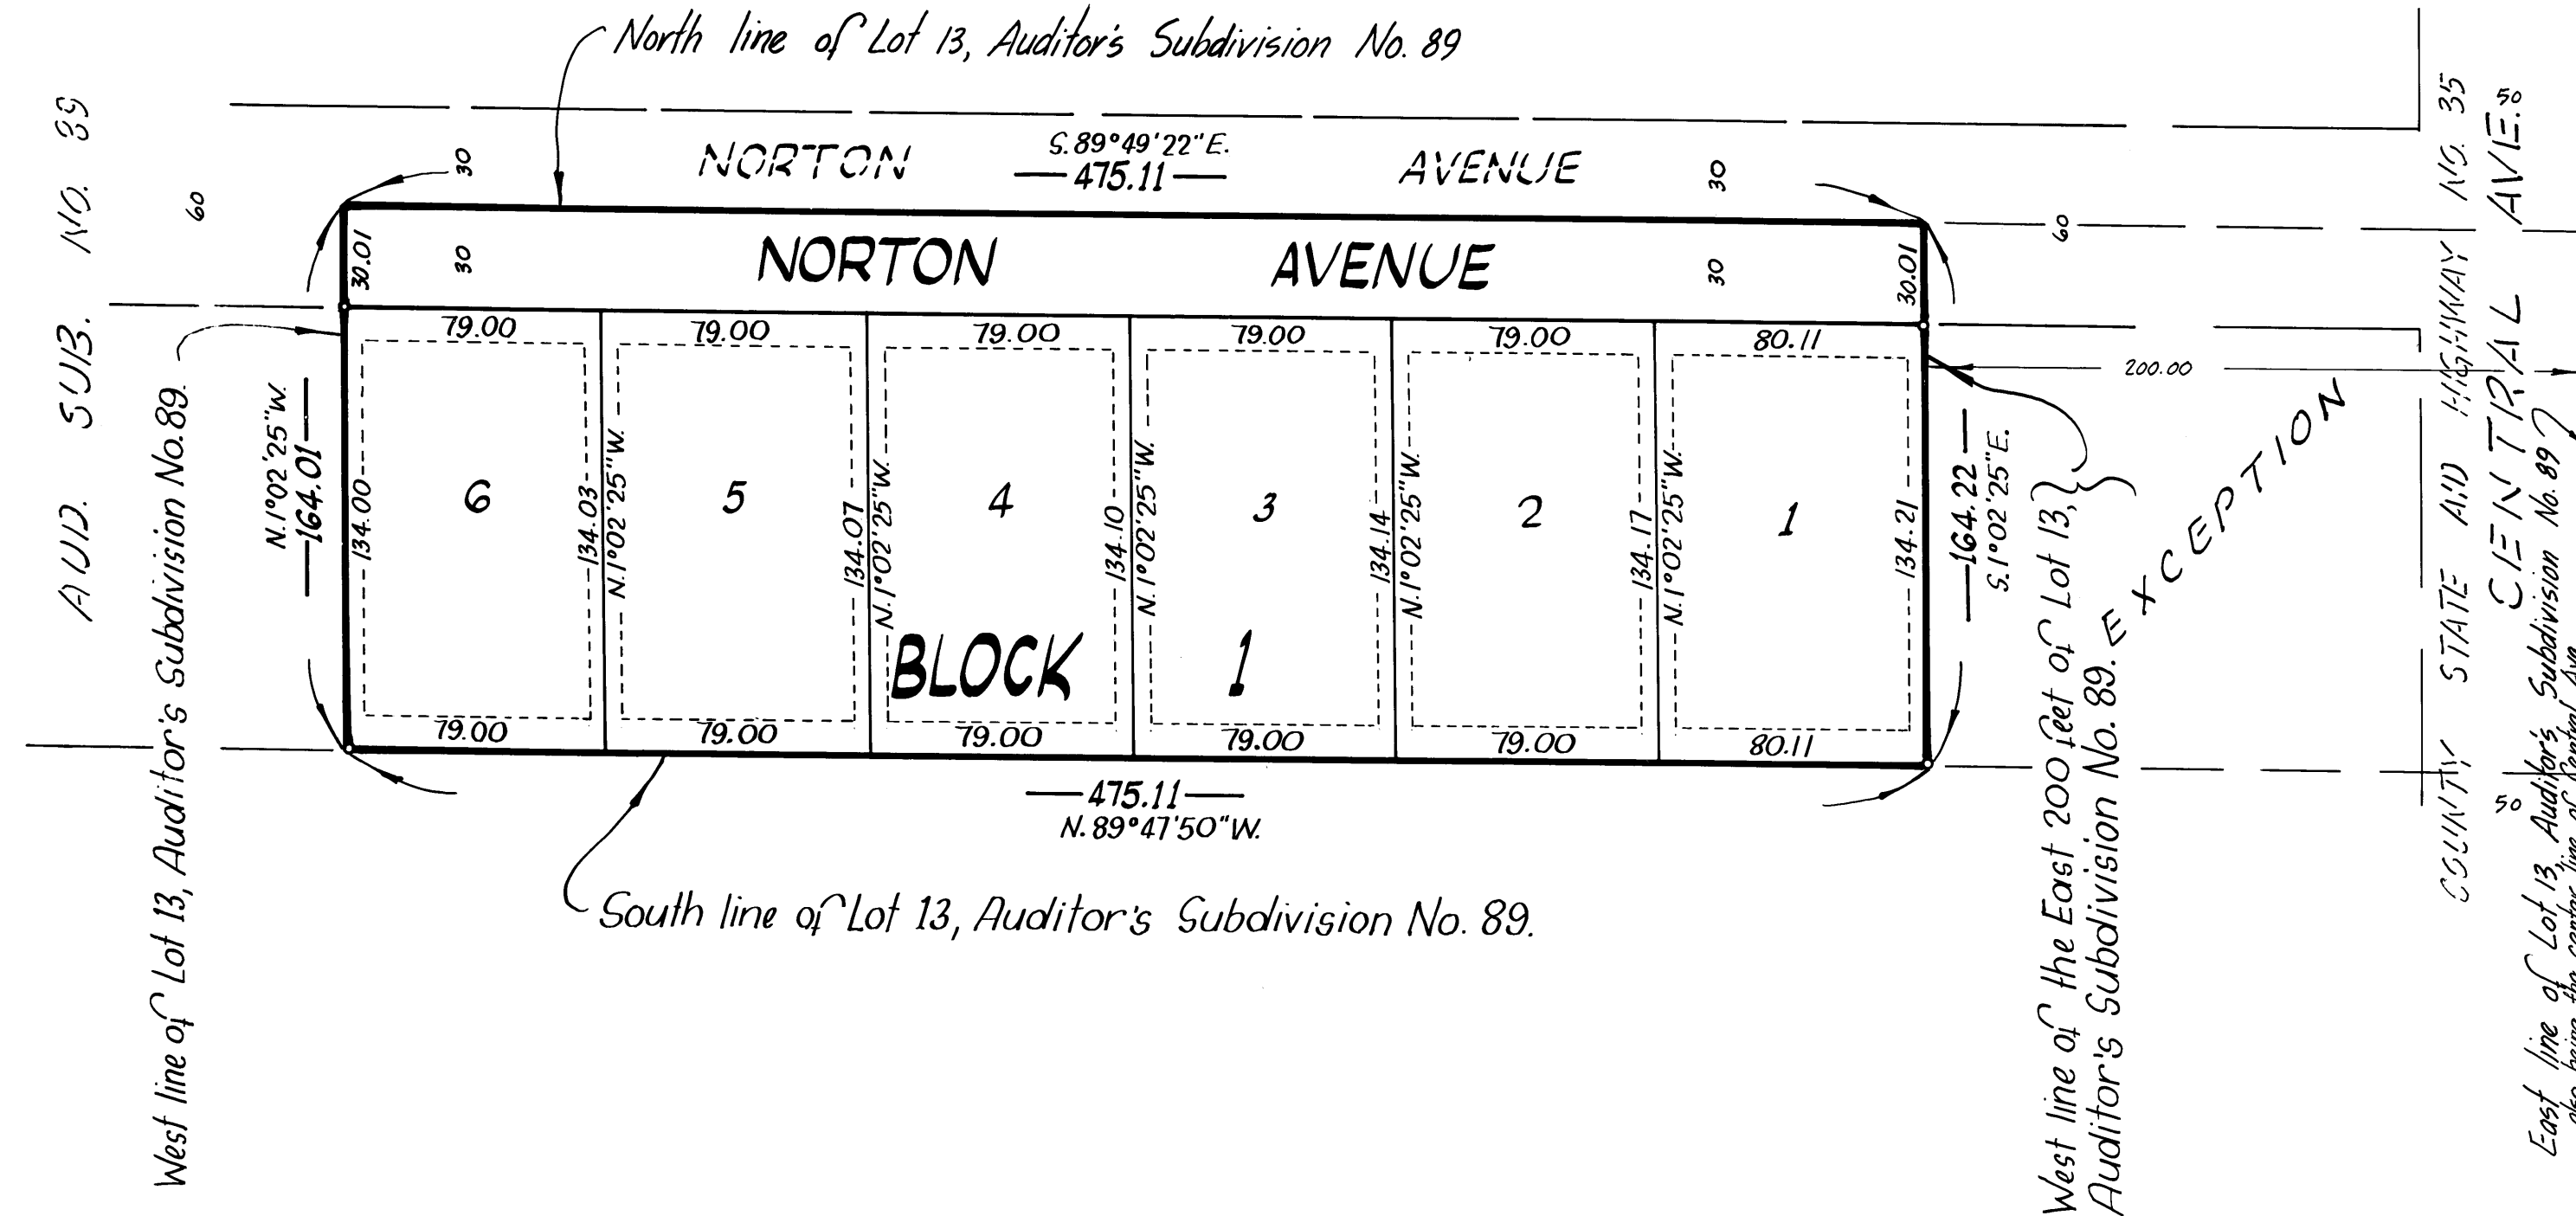 North line of Lot 13, Auditor's Subdivision No. 89
AUD. SUB. NO. 89
60
30
NORTON AVENUE
S.89°49'22"E.
475.11
30
30.01
30
NORTON AVENUE
30
30.01
60
79.00
79.00
79.00
79.00
79.00
80.11
200.00
West line of Lot 13, Auditor's Subdivision No.89.
N.1°02'25"W.
164.01
134.00
6
134.03
N.1°02'25"W.
5
134.07
N.1°02'25"W.
4
134.10
N.1°02'25"W.
3
134.14
N.1°02'25"W.
2
134.17
N.1°02'25"W.
1
134.21
164.22
S.1°02'25"E.
BLOCK 1
79.00
79.00
79.00
79.00
79.00
80.11
475.11
N.89°47'50"W.
South line of Lot 13, Auditor's Subdivision No. 89.
West line of the East 200 feet of Lot 13,
Auditor's Subdivision No. 89.
EXCEPTION
COUNTY STATE AID HIGHWAY NO. 35
CENTRAL AVE.
50
50
East line of Lot 13, Auditor's Subdivision No. 89
also being the center line of Central Ave.